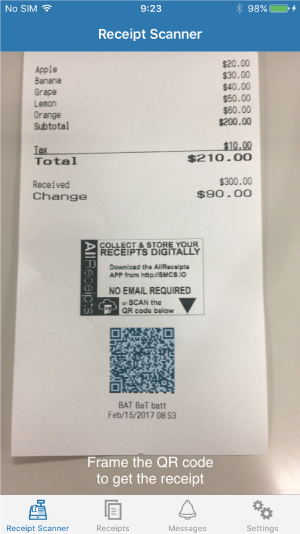 No SIM 9:23 98%
Receipt Scanner
Apple $20.00
Banana $30.00
Grape $40.00
Lemon $50.00
Orange $60.00
Subtotal $200.00
Tax $10.00
Total $210.00
Received $300.00
Change $90.00
AllReceipts
COLLECT & STORE YOUR
RECEIPTS DIGITALLY
Download the AllReceipts
APP from http://SMCS.IO
NO EMAIL REQUIRED
or SCAN the
QR code below
BAT BaT batt
Feb/15/2017 08 53
Frame the QR code
to get the receipt
Receipt Scanner Receipts Messages Settings